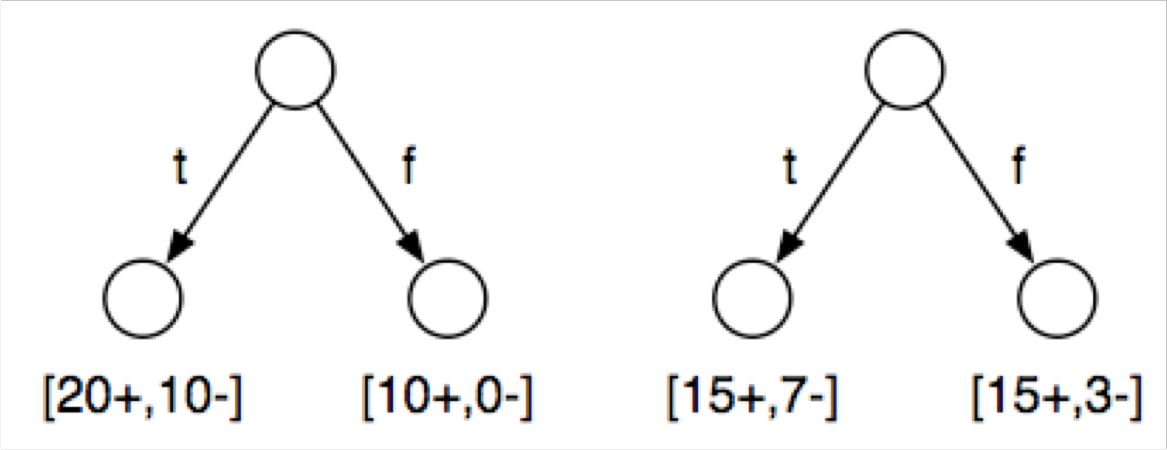 t f t f
[20+,10-] [10+,0-] [15+,7-] [15+,3-]